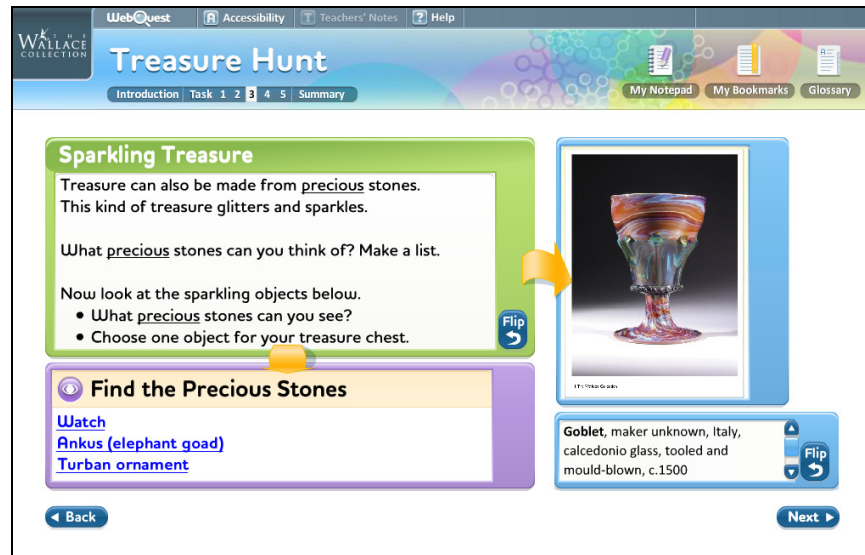 THE
WALLACE
COLLECTION
WebQuest
Accessibility
Teachers' Notes
Help
Treasure Hunt
Introduction Task 1 2 3 4 5 Summary
My Notepad
My Bookmarks
Glossary
Sparkling Treasure
Treasure can also be made from precious stones.
This kind of treasure glitters and sparkles.
What precious stones can you think of? Make a list.
Now look at the sparkling objects below.
• What precious stones can you see?
• Choose one object for your treasure chest.
Flip
Find the Precious Stones
Watch
Ankus (elephant goad)
Turban ornament
Goblet, maker unknown, Italy,
calcedonio glass, tooled and
mould-blown, c.1500
Flip
Back
Next